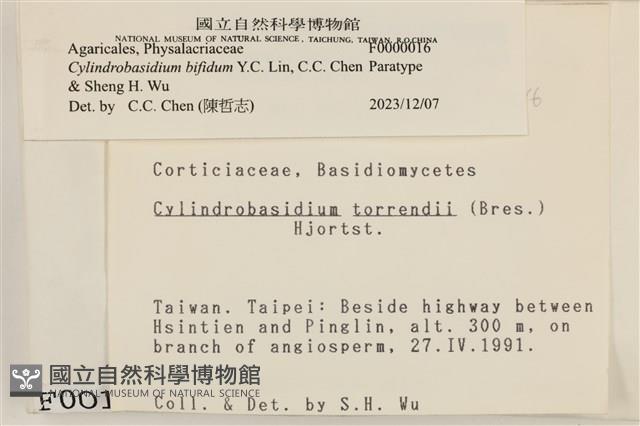 國立自然科學博物館
NATIONAL MUSEUM OF NATURAL SCIENCE, TAICHUNG, TAIWAN, R.O.CHINA
Agaricales, Physalacriaceae F0000016
Cylindrobasidium bifidum Y.C. Lin, C.C. Chen Paratype
& Sheng H. Wu
Det. by C.C. Chen (陳哲志) 2023/12/07
Corticiaceae, Basidiomycetes
Cylindrobasidium torrendii (Bres.)
Hjortst.
Taiwan. Taipei: Beside highway between
Hsintien and Pinglin, alt. 300 m, on
branch of angiosperm, 27.IV.1991.
國立自然科學博物館
NATIONAL MUSEUM OF NATURAL SCIENCE
F001
Coll. & Det. by S.H. Wu